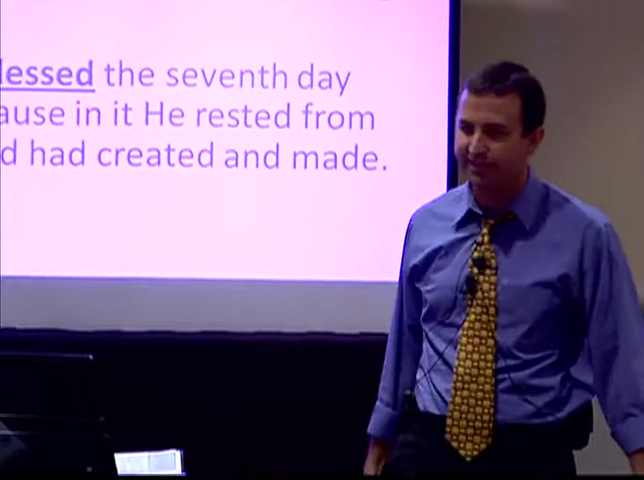 lessed the seventh day
ause in it He rested from
d had created and made.